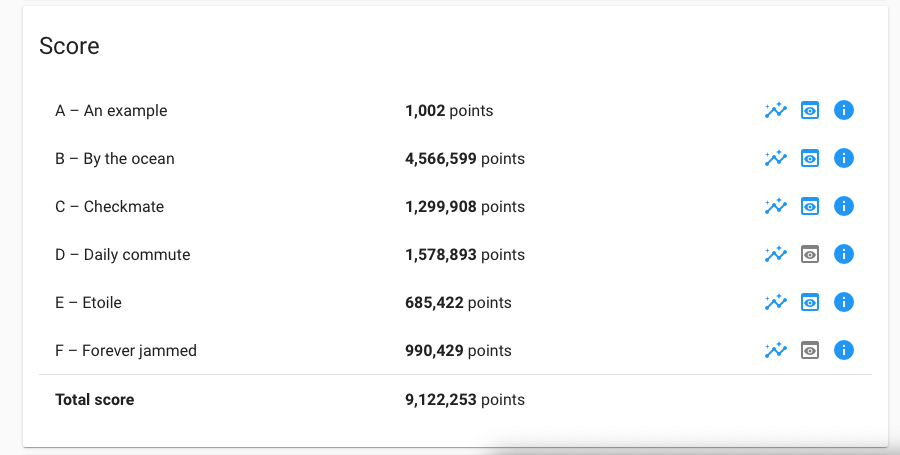 Score
A – An example 1,002 points
B – By the ocean 4,566,599 points
C – Checkmate 1,299,908 points
D – Daily commute 1,578,893 points
E – Etoile 685,422 points
F – Forever jammed 990,429 points
Total score 9,122,253 points